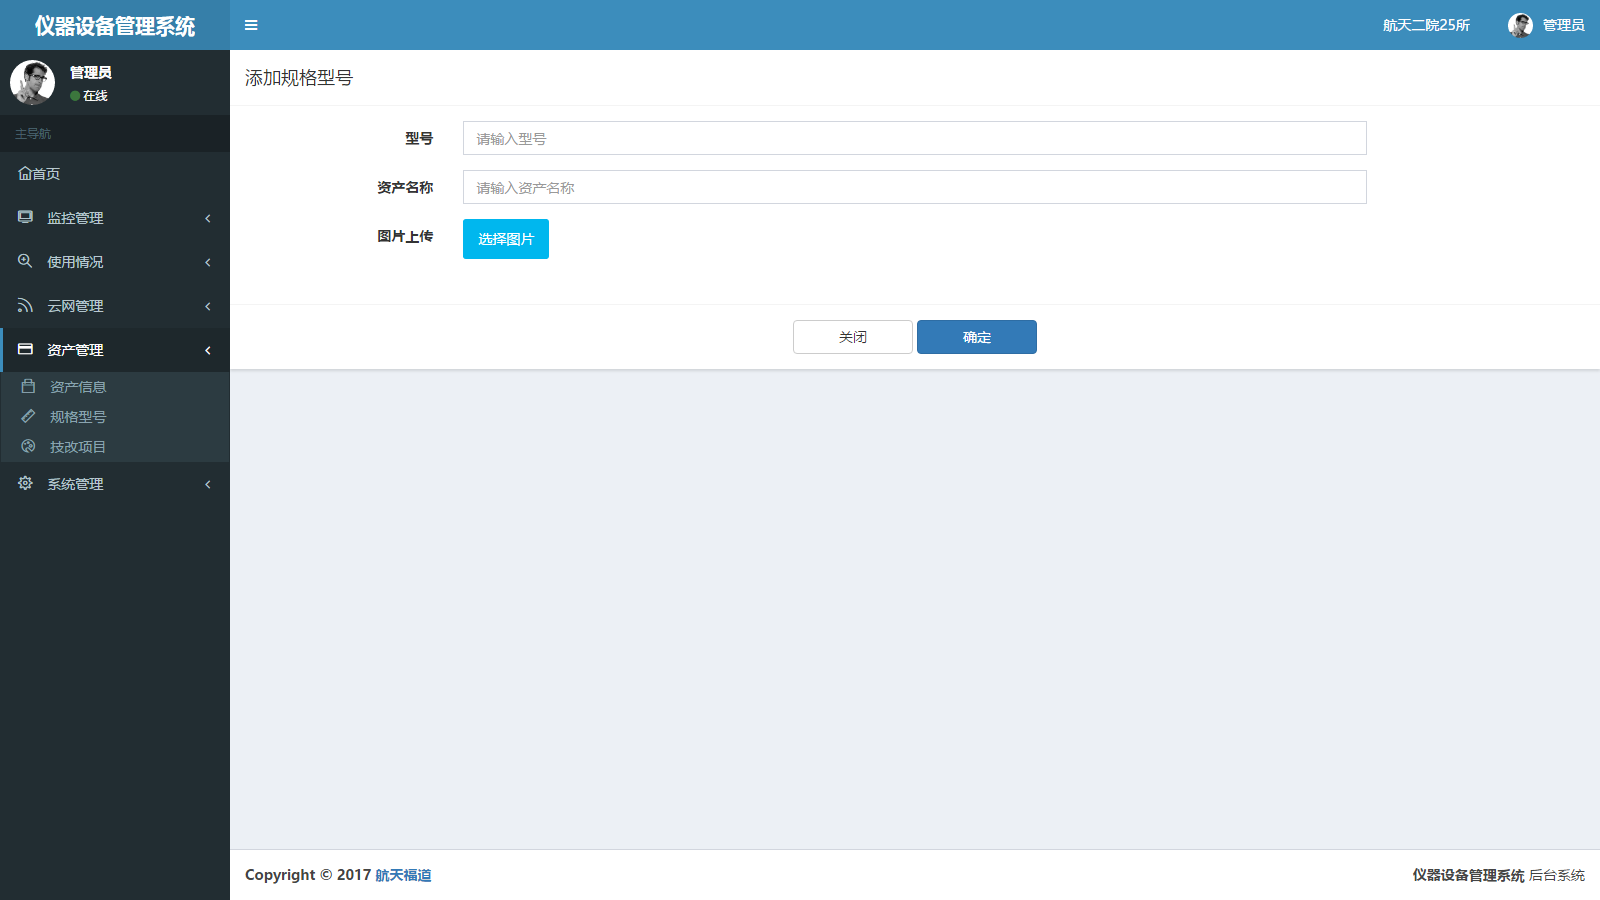 仪器设备管理系统
航天二院25所
管理员
管理员
在线
主导航
首页
监控管理
使用情况
云网管理
资产管理
资产信息
规格型号
技改项目
系统管理
添加规格型号
型号
请输入型号
资产名称
请输入资产名称
图片上传
选择图片
关闭
确定
Copyright © 2017 航天福道
仪器设备管理系统 后台系统